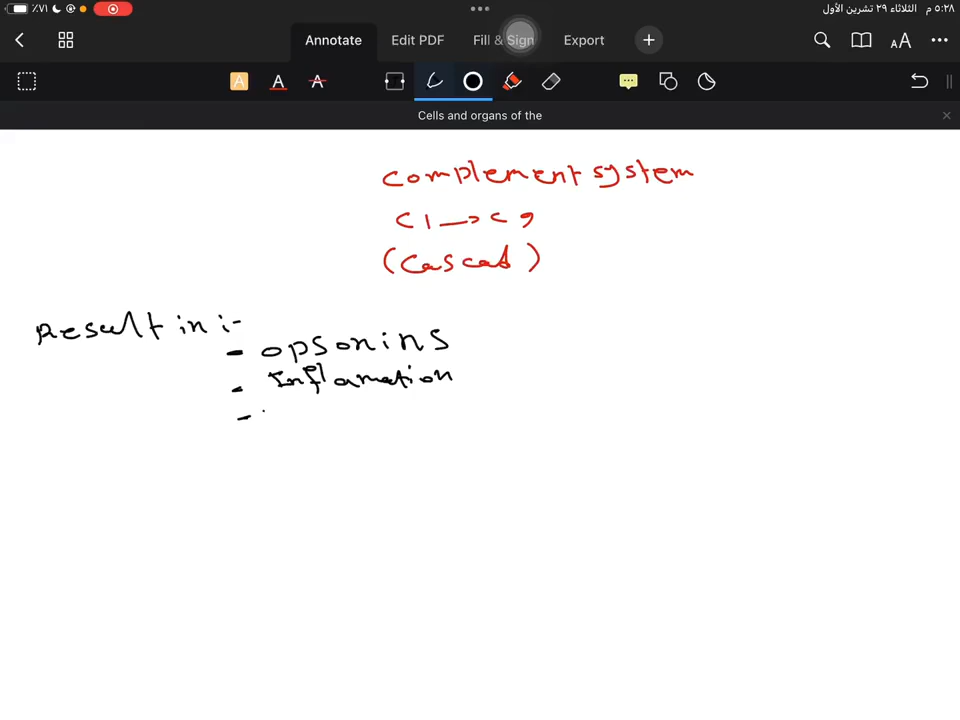 ٪٧١ ٥:٢٨ م الثلاثاء ٢٩ تشرين الأول
Annotate Edit PDF Fill & Sign Export
Cells and organs of the
complement system
C1 → C9
(Cascad)
Result in :-
- opsonins
- Inflamation
-